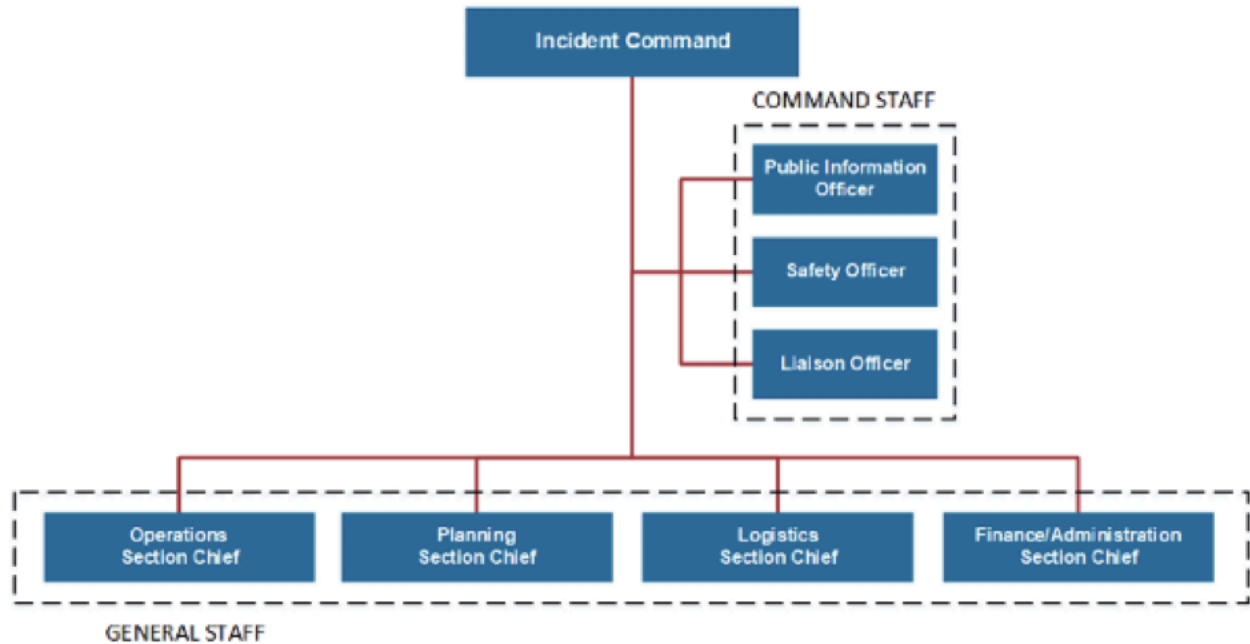 Incident Command
COMMAND STAFF
Public Information
Officer
Safety Officer
Liaison Officer
Operations
Section Chief
Planning
Section Chief
Logistics
Section Chief
Finance/Administration
Section Chief
GENERAL STAFF